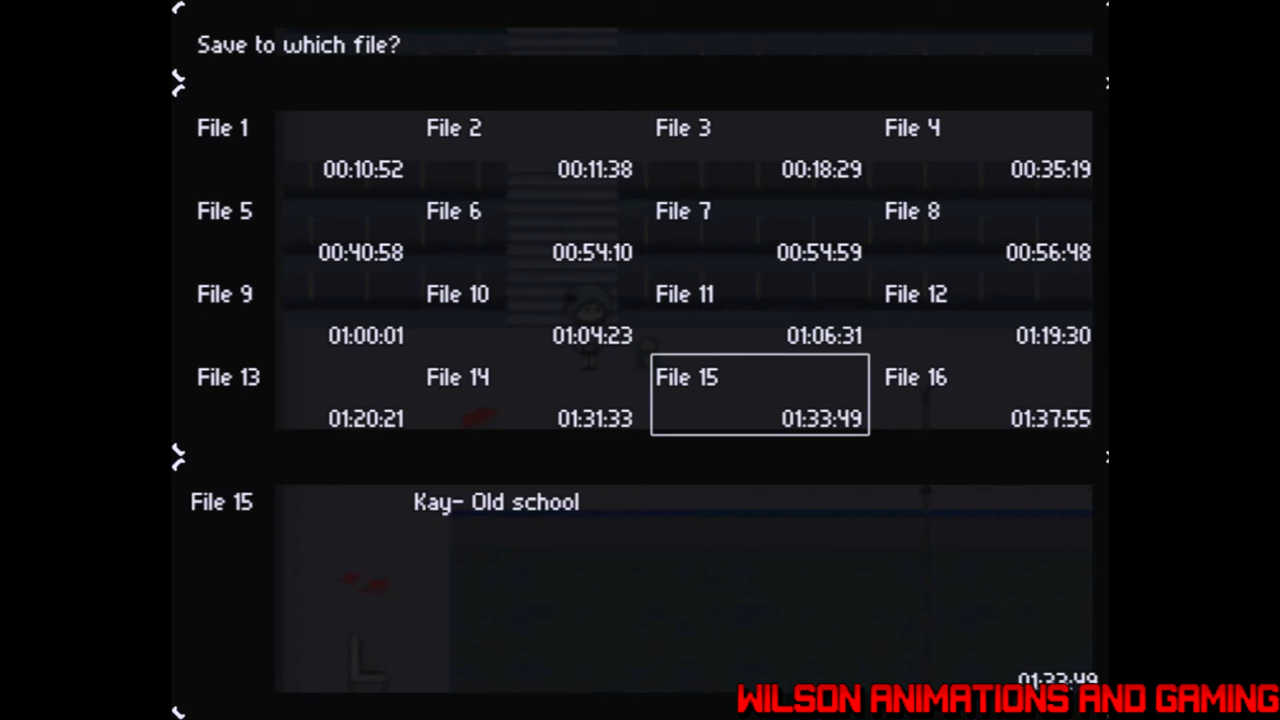 Save to which file?
File 1 File 2 File 3 File 4
00:10:52 00:11:38 00:18:29 00:35:19
File 5 File 6 File 7 File 8
00:40:58 00:54:10 00:54:59 00:56:48
File 9 File 10 File 11 File 12
01:00:01 01:04:23 01:06:31 01:19:30
File 13 File 14 File 15 File 16
01:20:21 01:31:33 01:33:49 01:37:55
File 15 Kay- Old school
01:33:49
WILSON ANIMATIONS AND GAMING